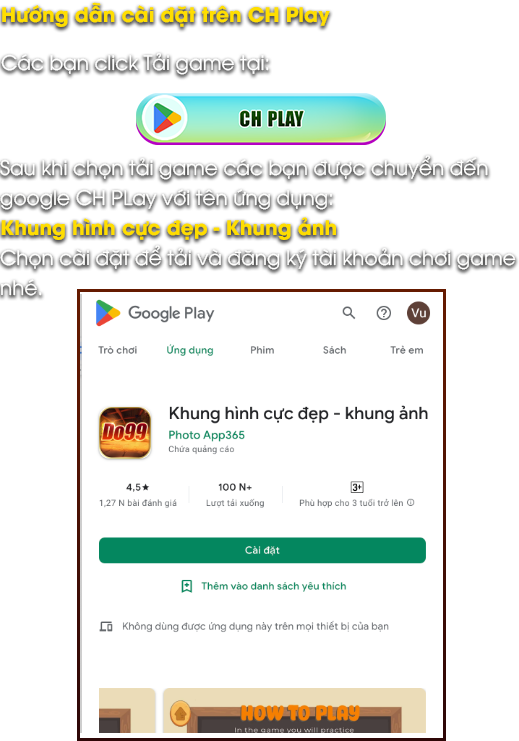 Hướng dẫn cài đặt trên CH Play
Các bạn click Tải game tại:
CH PLAY
Sau khi chọn tải game các bạn được chuyển đến
google CH PLay với tên ứng dụng:
Khung hình cực đẹp - Khung ảnh
Chọn cài đặt để tải và đăng ký tài khoản chơi game
nhé.
Google Play
Vu
Trò chơi Ứng dụng Phim Sách Trẻ em
Do99
Khung hình cực đẹp - khung ảnh
Photo App365
Chứa quảng cáo
4,5★ 100 N+ 3+
1,27 N bài đánh giá Lượt tải xuống Phù hợp cho 3 tuổi trở lên
Cài đặt
Thêm vào danh sách yêu thích
Không dùng được ứng dụng này trên mọi thiết bị của bạn
HOW TO PLAY
In the game you will practice